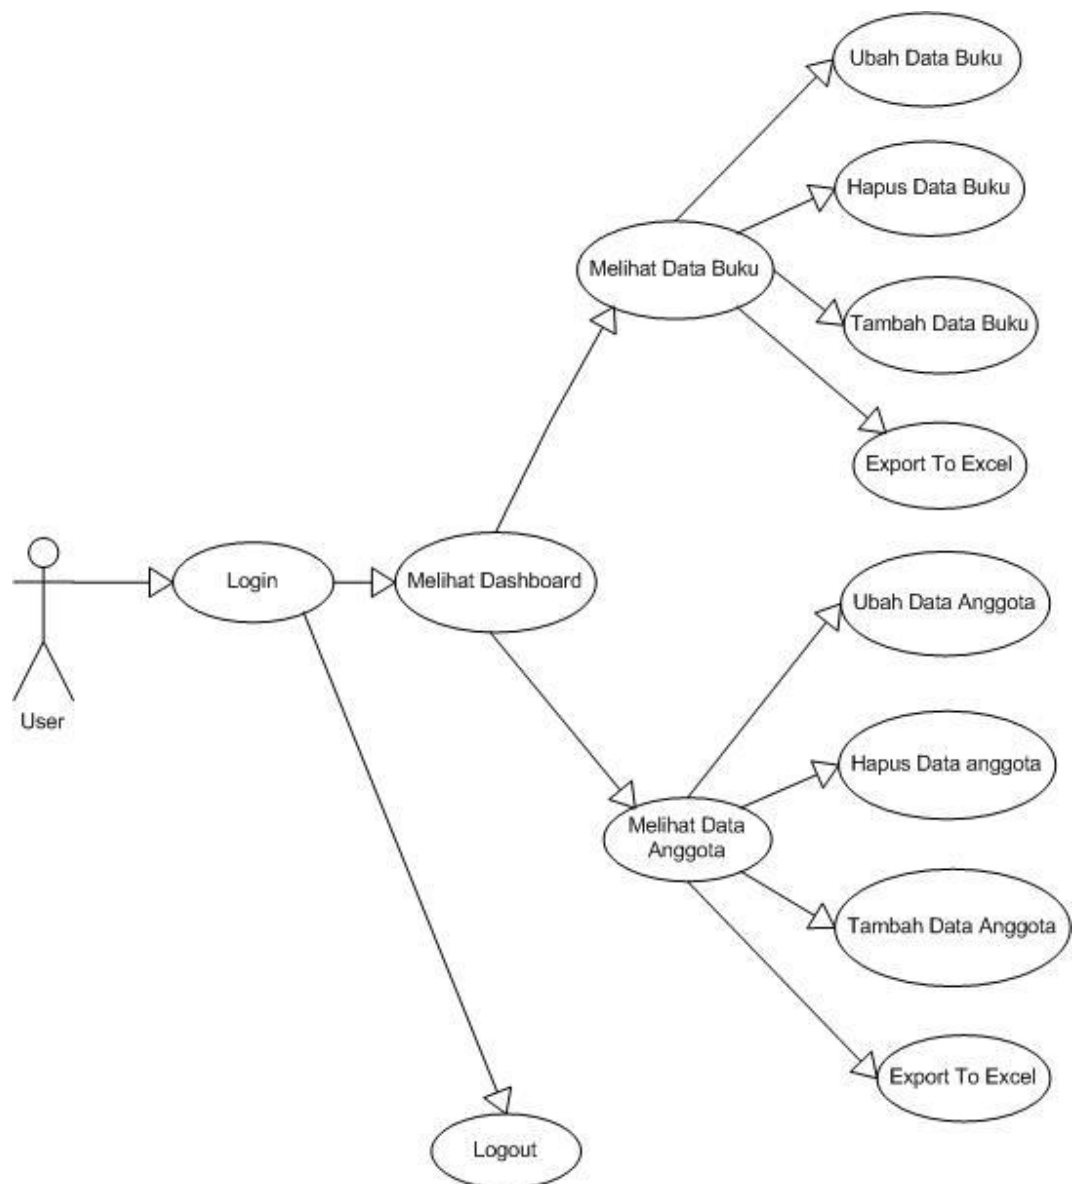 Ubah Data Buku
Hapus Data Buku
Melihat Data Buku
Tambah Data Buku
Export To Excel
Login
Melihat Dashboard
User
Ubah Data Anggota
Hapus Data anggota
Melihat Data
Anggota
Tambah Data Anggota
Export To Excel
Logout